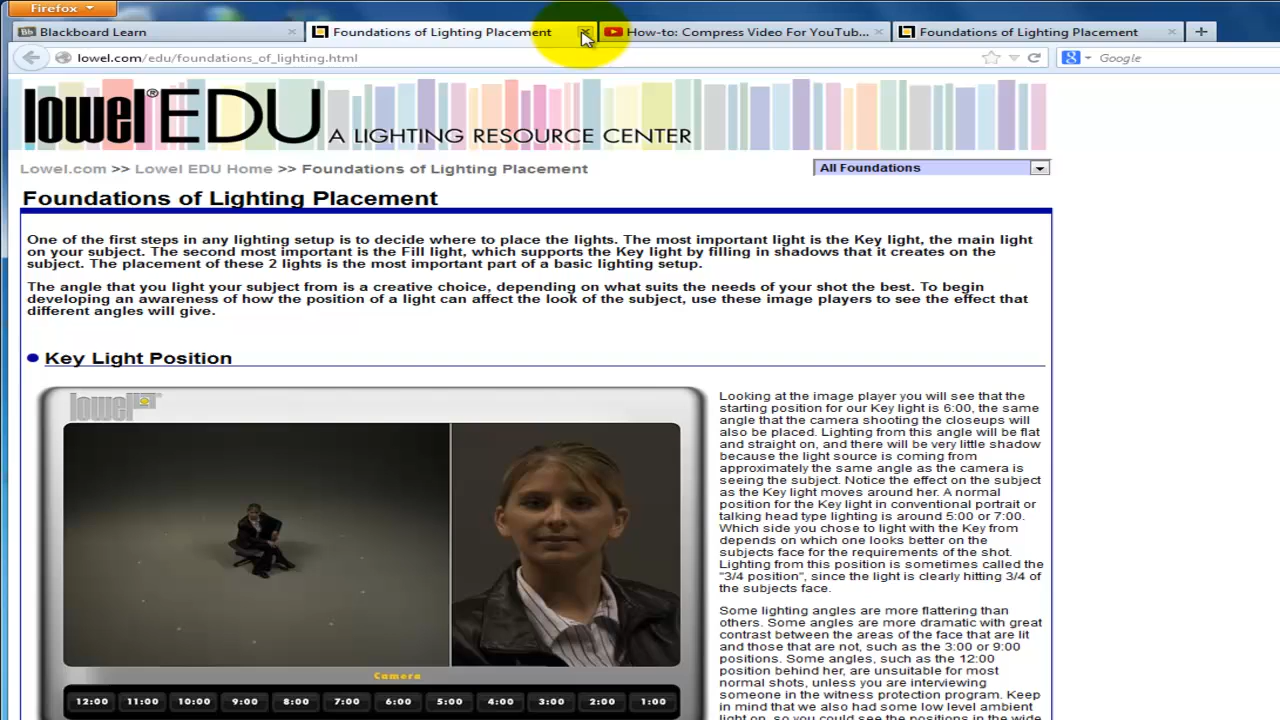 Firefox
Bb Blackboard Learn
Foundations of Lighting Placement
How-to: Compress Video For YouTub...
Foundations of Lighting Placement
lowel.com/edu/foundations_of_lighting.html
Google
lowel® EDU A LIGHTING RESOURCE CENTER
Lowel.com >> Lowel EDU Home >> Foundations of Lighting Placement
All Foundations
Foundations of Lighting Placement
One of the first steps in any lighting setup is to decide where to place the lights. The most important light is the Key light, the main light
on your subject. The second most important is the Fill light, which supports the Key light by filling in shadows that it creates on the
subject. The placement of these 2 lights is the most important part of a basic lighting setup.
The angle that you light your subject from is a creative choice, depending on what suits the needs of your shot the best. To begin
developing an awareness of how the position of a light can affect the look of the subject, use these image players to see the effect that
different angles will give.
Key Light Position
lowel
Camera
12:00 11:00 10:00 9:00 8:00 7:00 6:00 5:00 4:00 3:00 2:00 1:00
Looking at the image player you will see that the
starting position for our Key light is 6:00, the same
angle that the camera shooting the closeups will
also be placed. Lighting from this angle will be flat
and straight on, and there will be very little shadow
because the light source is coming from
approximately the same angle as the camera is
seeing the subject. Notice the effect on the subject
as the Key light moves around her. A normal
position for the Key light in conventional portrait or
talking head type lighting is around 5:00 or 7:00.
Which side you chose to light with the Key from
depends on which one looks better on the
subjects face for the requirements of the shot.
Lighting from this position is sometimes called the
"3/4 position", since the light is clearly hitting 3/4 of
the subjects face.
Some lighting angles are more flattering than
others. Some angles are more dramatic with great
contrast between the areas of the face that are lit
and those that are not, such as the 3:00 or 9:00
positions. Some angles, such as the 12:00
position behind her, are unsuitable for most
normal shots, unless you are interviewing
someone in the witness protection program. Keep
in mind that we also had some low level ambient
light on, so you could see the positions in the wide